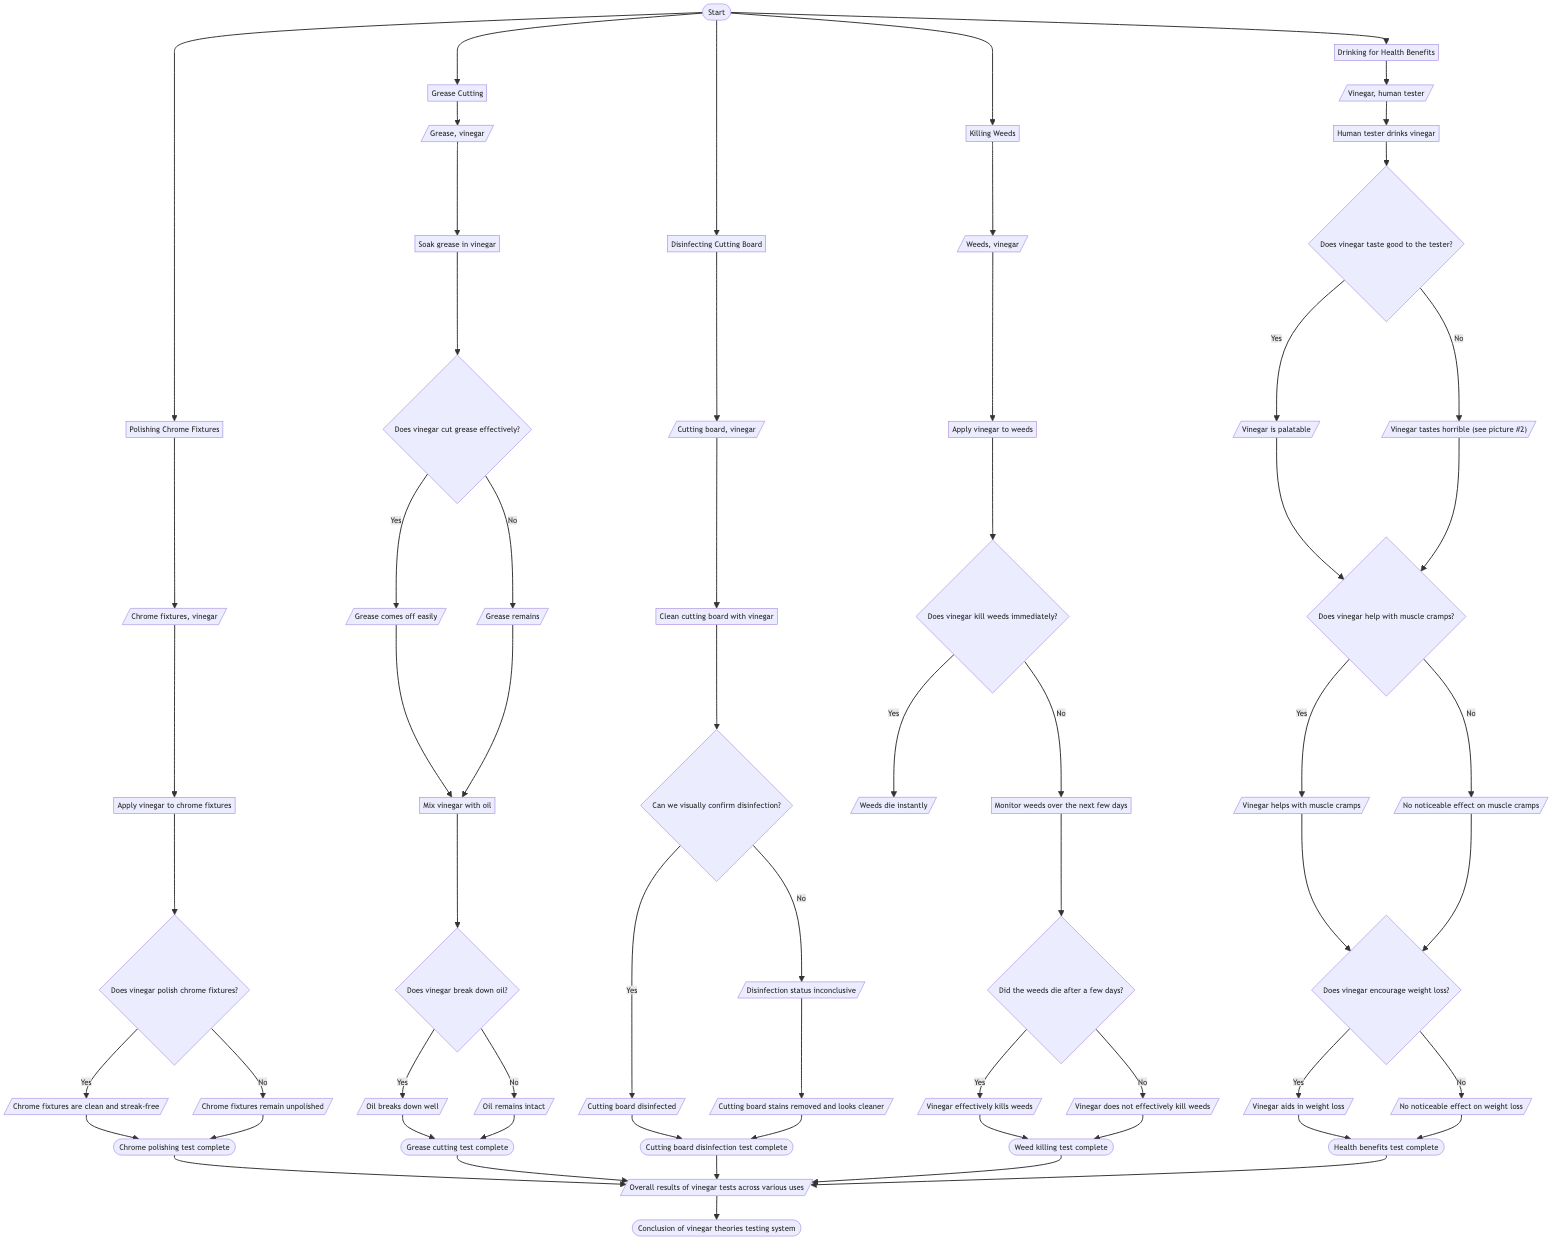 Start
Drinking for Health Benefits
Grease Cutting
Vinegar, human tester
Grease, vinegar
Killing Weeds
Human tester drinks vinegar
Soak grease in vinegar
Disinfecting Cutting Board
Weeds, vinegar
Does vinegar taste good to the tester?
Yes
No
Polishing Chrome Fixtures
Does vinegar cut grease effectively?
Cutting board, vinegar
Apply vinegar to weeds
Vinegar is palatable
Vinegar tastes horrible (see picture #2)
Yes
No
Chrome fixtures, vinegar
Grease comes off easily
Grease remains
Clean cutting board with vinegar
Does vinegar kill weeds immediately?
Does vinegar help with muscle cramps?
Yes
No
Yes
No
Apply vinegar to chrome fixtures
Mix vinegar with oil
Can we visually confirm disinfection?
Weeds die instantly
Monitor weeds over the next few days
Vinegar helps with muscle cramps
No noticeable effect on muscle cramps
No
Does vinegar polish chrome fixtures?
Does vinegar break down oil?
Yes
Disinfection status inconclusive
Did the weeds die after a few days?
Does vinegar encourage weight loss?
Yes
No
Yes
No
Yes
No
Yes
No
Chrome fixtures are clean and streak-free
Chrome fixtures remain unpolished
Oil breaks down well
Oil remains intact
Cutting board disinfected
Cutting board stains removed and looks cleaner
Vinegar effectively kills weeds
Vinegar does not effectively kill weeds
Vinegar aids in weight loss
No noticeable effect on weight loss
Chrome polishing test complete
Grease cutting test complete
Cutting board disinfection test complete
Weed killing test complete
Health benefits test complete
Overall results of vinegar tests across various uses
Conclusion of vinegar theories testing system